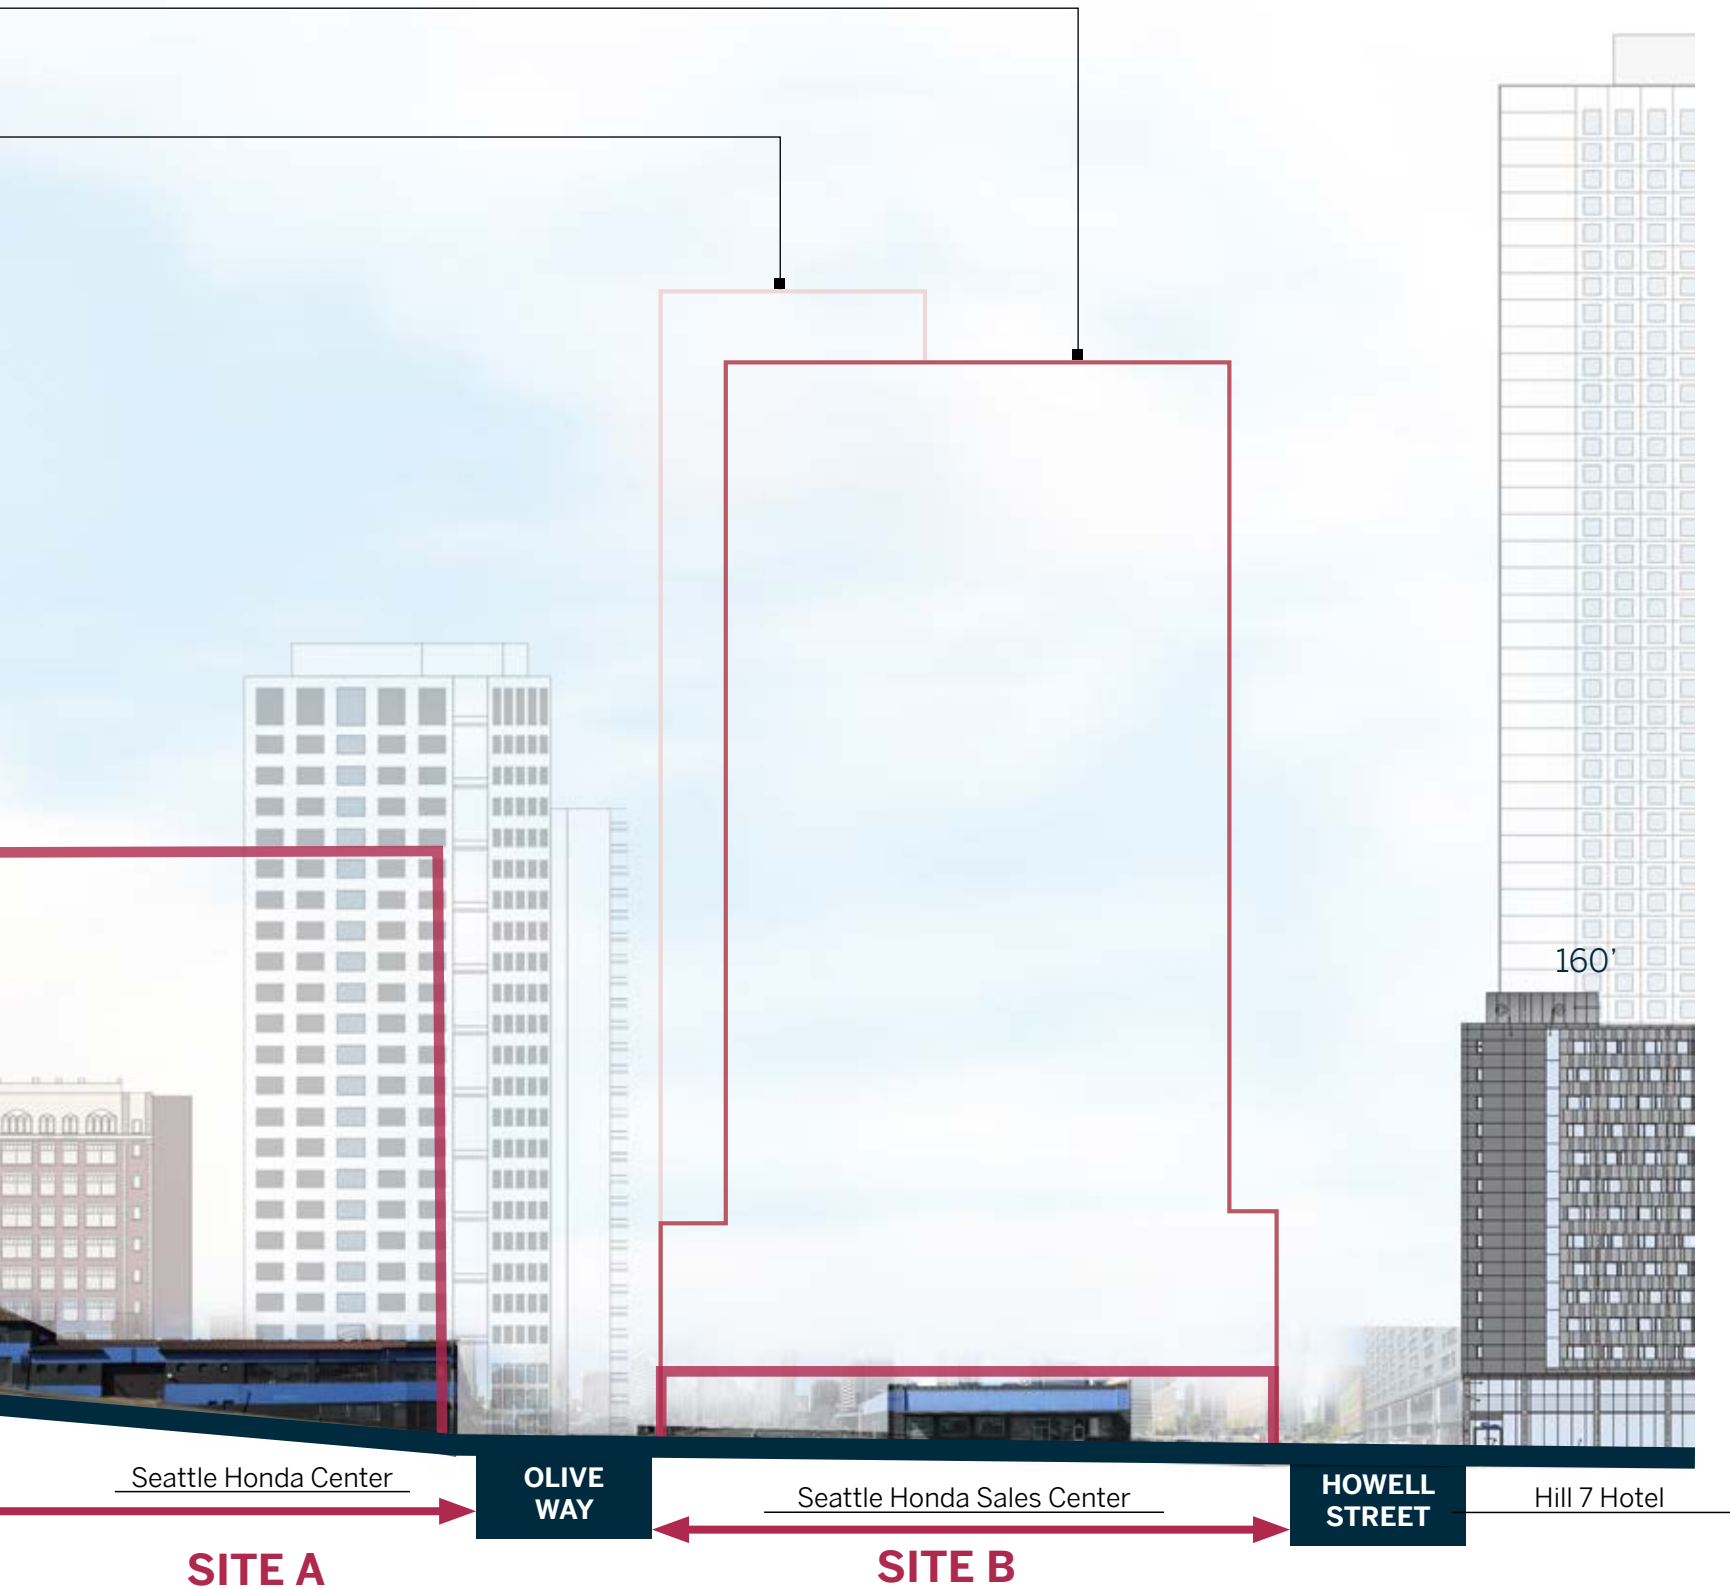 160'
Seattle Honda Center
OLIVE
WAY
Seattle Honda Sales Center
HOWELL
STREET
Hill 7 Hotel
SITE A
SITE B